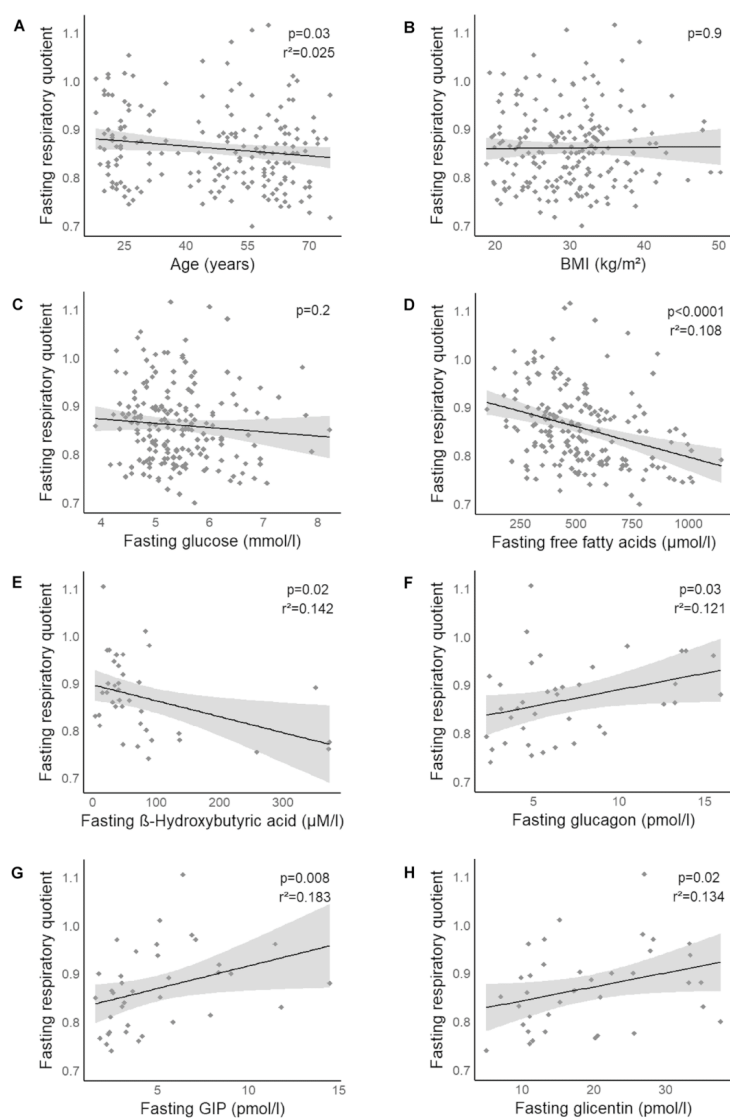 A
Fasting respiratory quotient
1.1
1.0
0.9
0.8
0.7
p=0.03
r²=0.025
25
40
55
70
Age (years)
B
Fasting respiratory quotient
1.1
1.0
0.9
0.8
0.7
p=0.9
20
30
40
50
BMI (kg/m²)
C
Fasting respiratory quotient
1.1
1.0
0.9
0.8
0.7
p=0.2
4
5
6
7
8
Fasting glucose (mmol/l)
D
Fasting respiratory quotient
1.1
1.0
0.9
0.8
0.7
p<0.0001
r²=0.108
250
500
750
1000
Fasting free fatty acids (µmol/l)
E
Fasting respiratory quotient
1.1
1.0
0.9
0.8
0.7
p=0.02
r²=0.142
0
100
200
300
Fasting ß-Hydroxybutyric acid (µM/l)
F
Fasting respiratory quotient
1.1
1.0
0.9
0.8
0.7
p=0.03
r²=0.121
5
10
15
Fasting glucagon (pmol/l)
G
Fasting respiratory quotient
1.1
1.0
0.9
0.8
0.7
p=0.008
r²=0.183
5
10
15
Fasting GIP (pmol/l)
H
Fasting respiratory quotient
1.1
1.0
0.9
0.8
0.7
p=0.02
r²=0.134
10
20
30
Fasting glicentin (pmol/l)